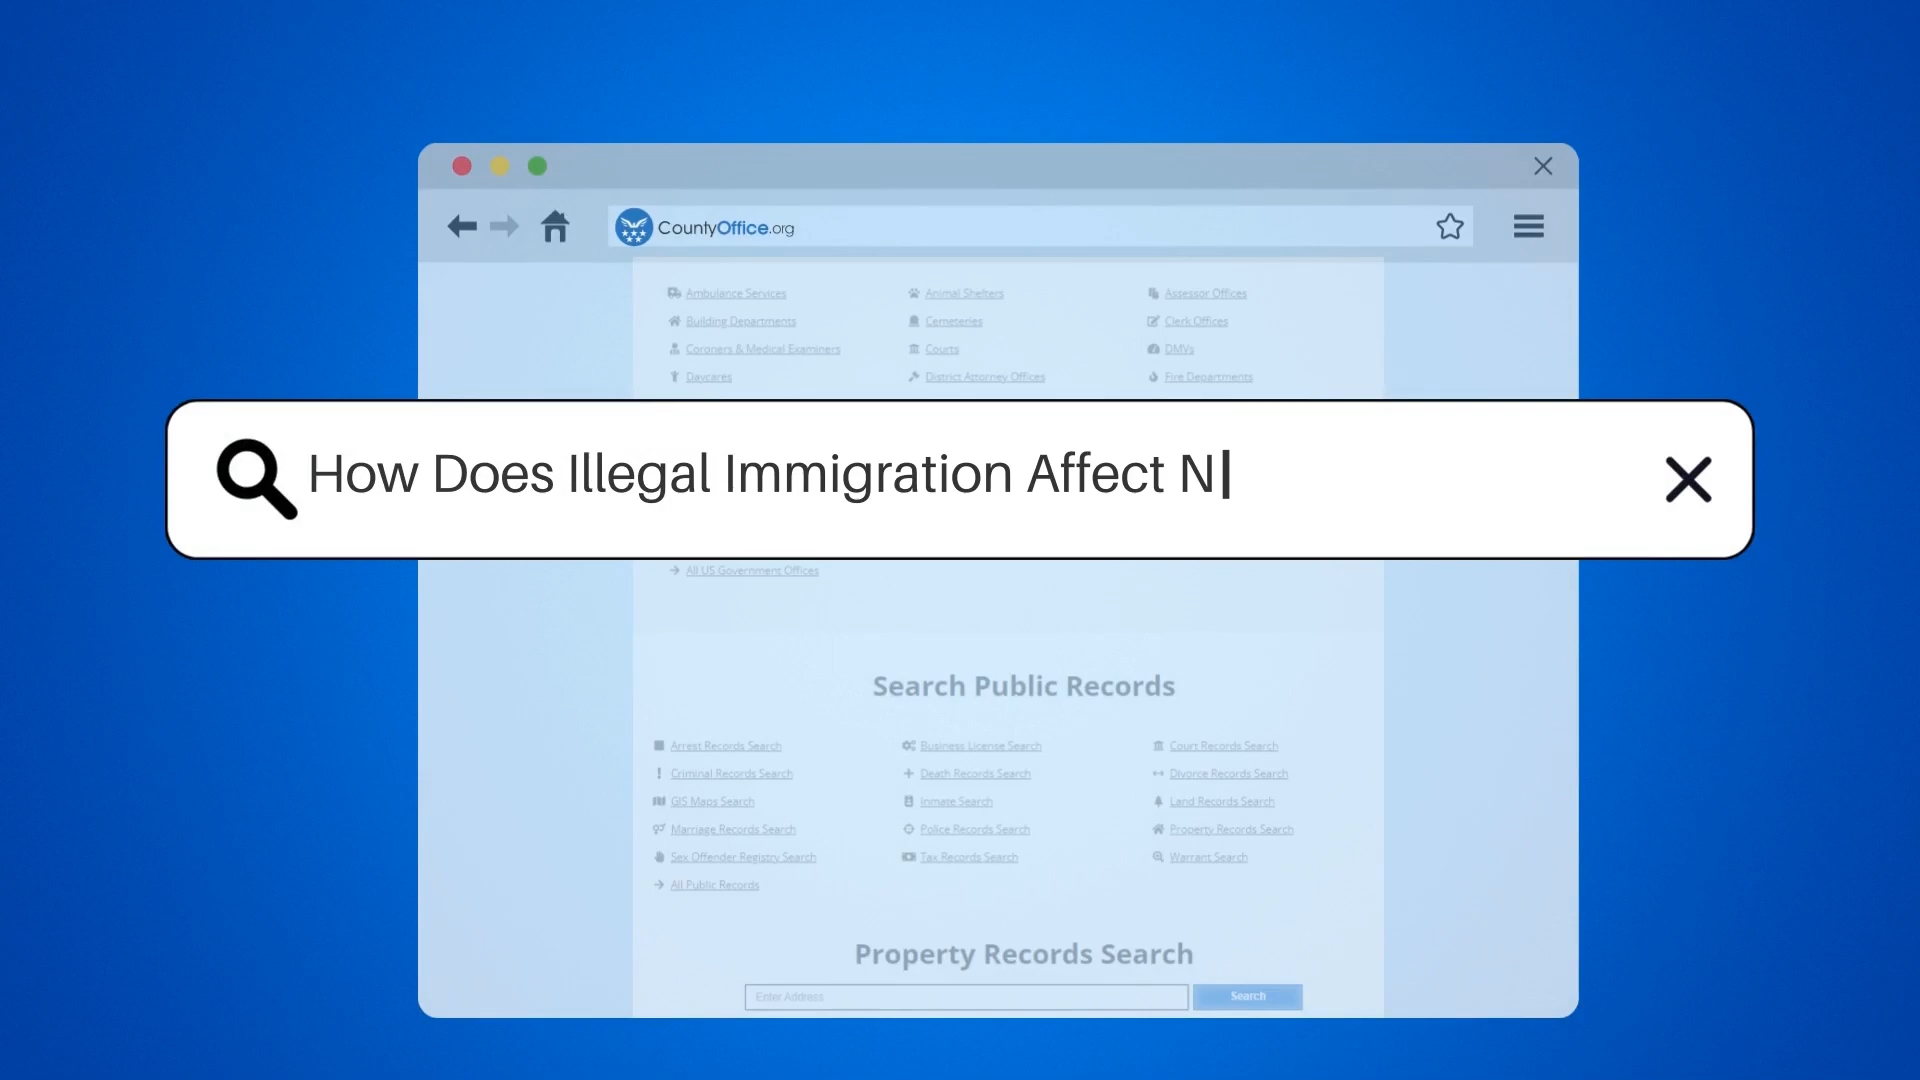 CountyOffice.org
Ambulance Services Animal Shelters Assessor Offices
Building Departments Cemeteries Clerk Offices
Coroners & Medical Examiners Courts DMVs
Daycares District Attorney Offices Fire Departments
How Does Illegal Immigration Affect N
All US Government Offices
Search Public Records
Arrest Records Search Business License Search Court Records Search
Criminal Records Search Death Records Search Divorce Records Search
GIS Maps Search Inmate Search Land Records Search
Marriage Records Search Police Records Search Property Records Search
Sex Offender Registry Search Tax Records Search Warrant Search
All Public Records
Property Records Search
Enter Address Search